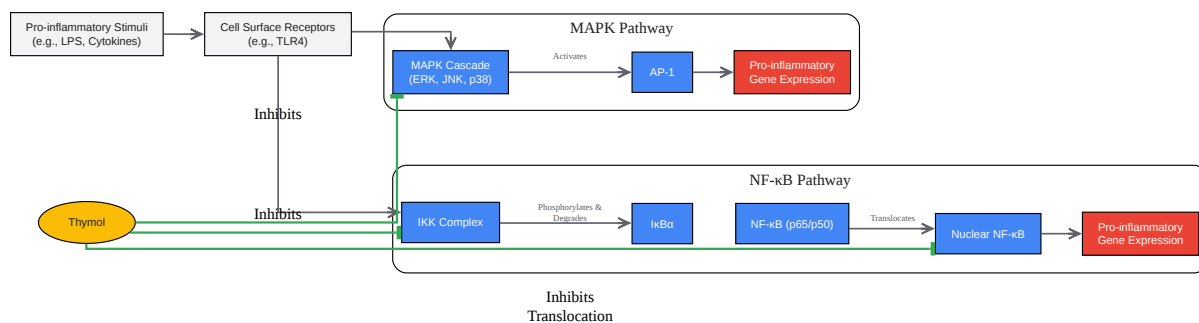 MAPK Pathway
Pro-inflammatory Stimuli
(e.g., LPS, Cytokines)
Cell Surface Receptors
(e.g., TLR4)
MAPK Cascade
(ERK, JNK, p38)
Activates
AP-1
Pro-inflammatory
Gene Expression
Inhibits
NF-κB Pathway
Thymol
Inhibits
IKK Complex
Phosphorylates &
Degrades
IκBα
NF-κB (p65/p50)
Translocates
Nuclear NF-κB
Pro-inflammatory
Gene Expression
Inhibits
Translocation